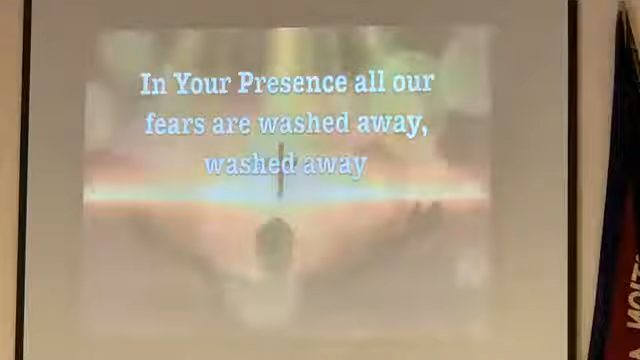 In Your Presence all our
fears are washed away,
washed away